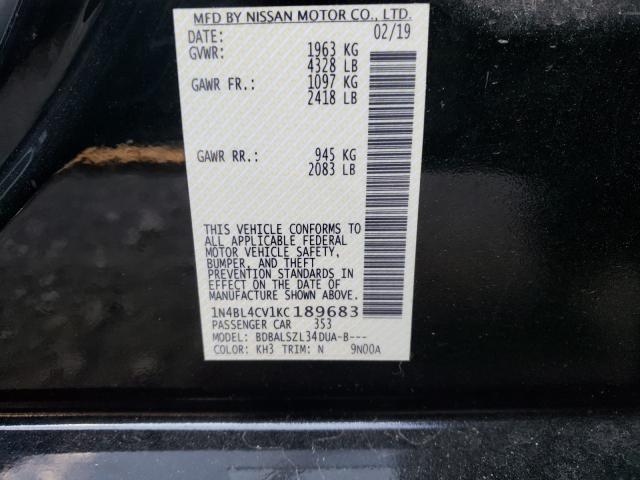 MFD BY NISSAN MOTOR CO., LTD.
DATE: 02/19
GVWR: 1963 KG
4328 LB
GAWR FR.: 1097 KG
2418 LB
GAWR RR.: 945 KG
2083 LB
THIS VEHICLE CONFORMS TO
ALL APPLICABLE FEDERAL
MOTOR VEHICLE SAFETY,
BUMPER, AND THEFT
PREVENTION STANDARDS IN
EFFECT ON THE DATE OF
MANUFACTURE SHOWN ABOVE.
1N4BL4CV1KC189683
PASSENGER CAR 353
MODEL: BDBALSZL34DUA-B---
COLOR: KH3 TRIM: N 9N00A